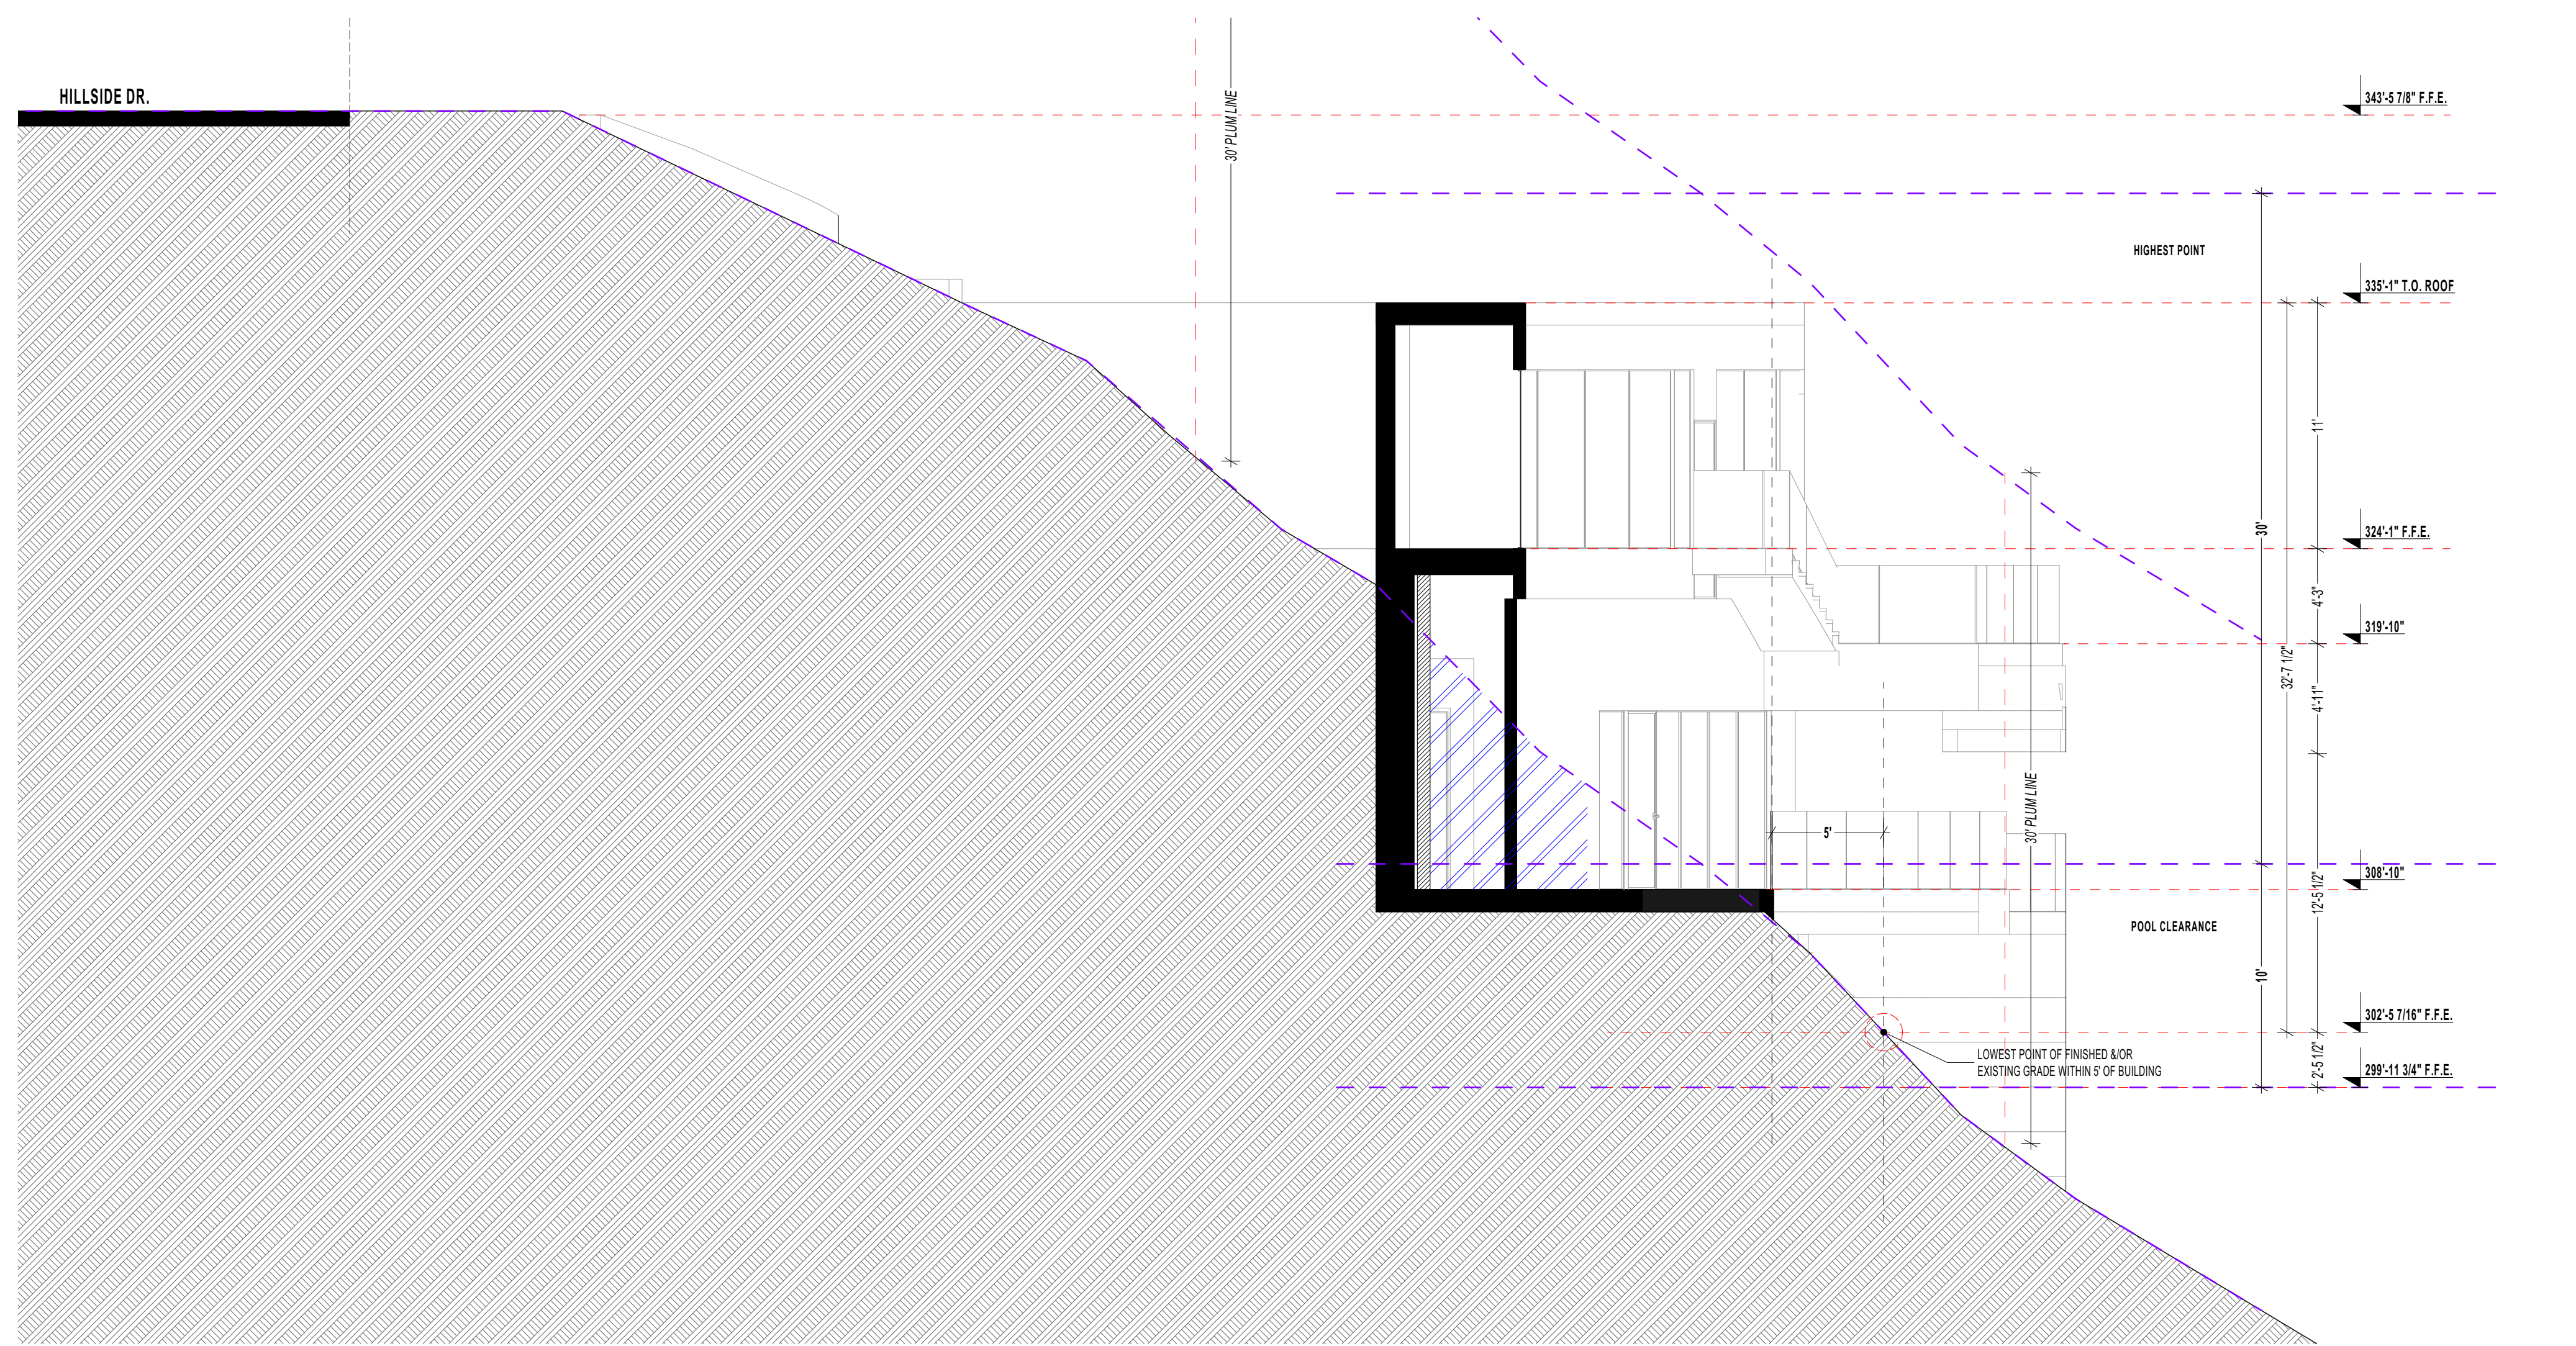 HILLSIDE DR.
30' PLUM LINE
343'-5 7/8" F.F.E.
HIGHEST POINT
335'-1" T.O. ROOF
11'
324'-1" F.F.E.
30'
4'-3"
319'-10"
32'-7 1/2"
4'-11"
30' PLUM LINE
5'
308'-10"
12'-5 1/2"
POOL CLEARANCE
10'
302'-5 7/16" F.F.E.
LOWEST POINT OF FINISHED &/OR
EXISTING GRADE WITHIN 5' OF BUILDING
2'-5 1/2"
299'-11 3/4" F.F.E.